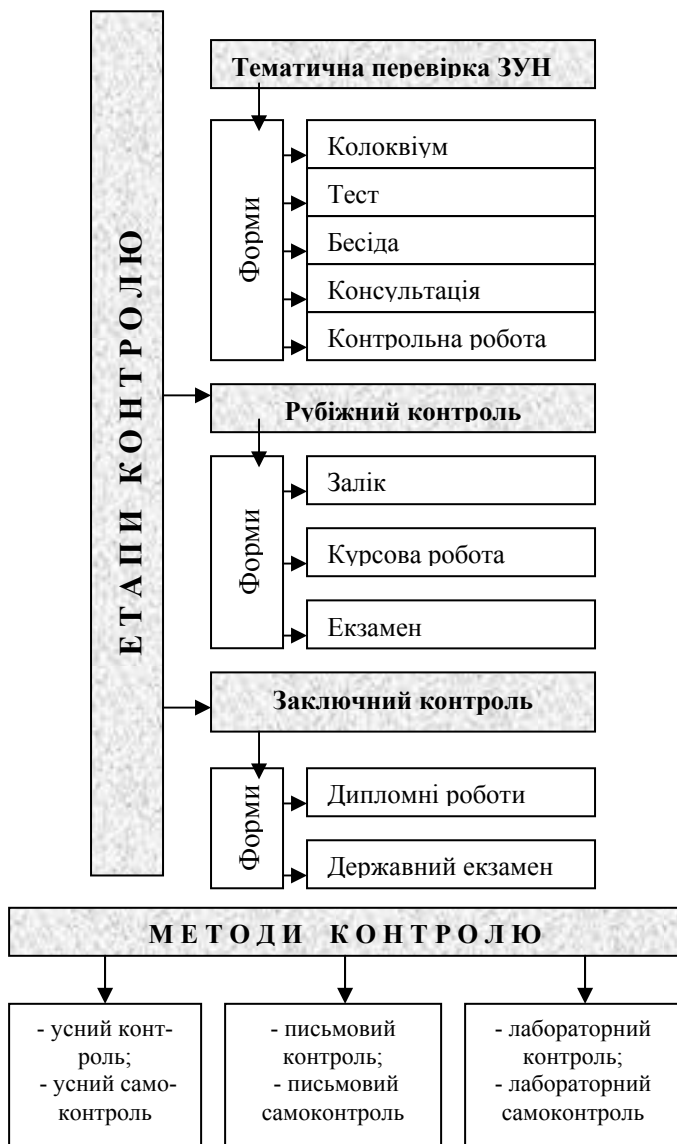 ЕТАПИ КОНТРОЛЮ
Тематична перевірка ЗУН
Форми
Колоквіум
Тест
Бесіда
Консультація
Контрольна робота
Рубіжний контроль
Форми
Залік
Курсова робота
Екзамен
Заключний контроль
Форми
Дипломні роботи
Державний екзамен
МЕТОДИ КОНТРОЛЮ
- усний конт-
роль;
- усний само-
контроль
- письмовий
контроль;
- письмовий
самоконтроль
- лабораторний
контроль;
- лабораторний
самоконтроль